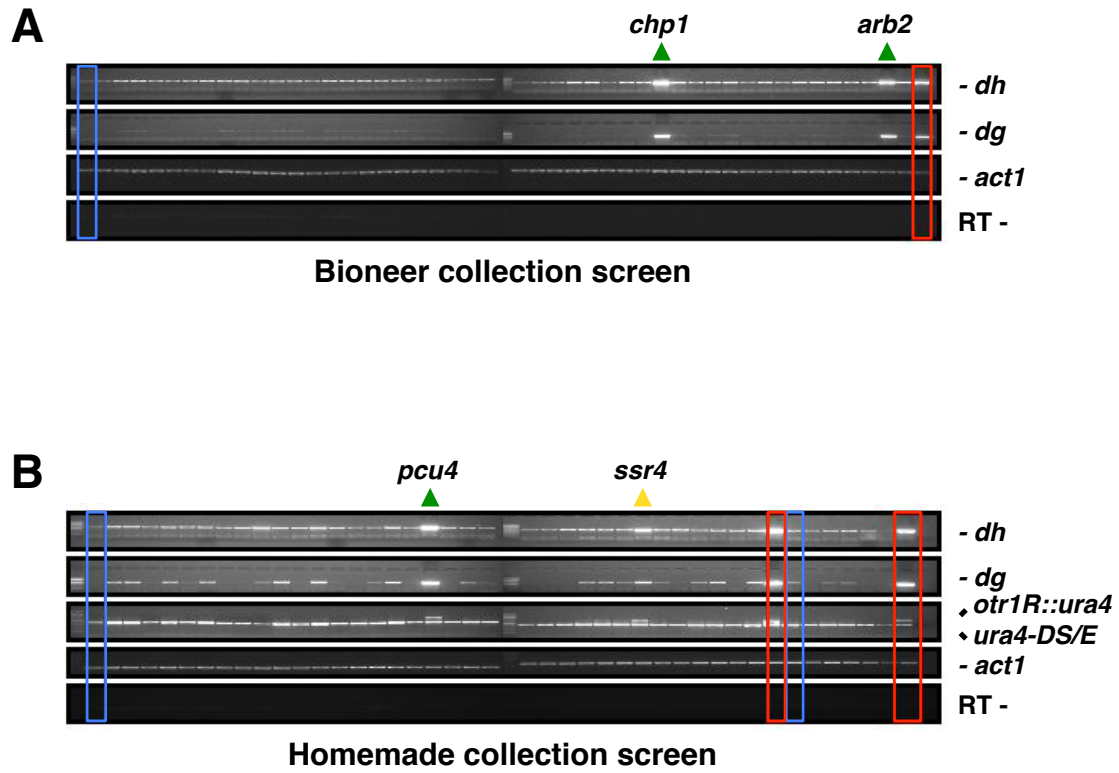 A
chp1 arb2
- dh
- dg
- act1
RT -
Bioneer collection screen
B
pcu4 ssr4
- dh
- dg
otr1R::ura4
ura4-DS/E
- act1
RT -
Homemade collection screen